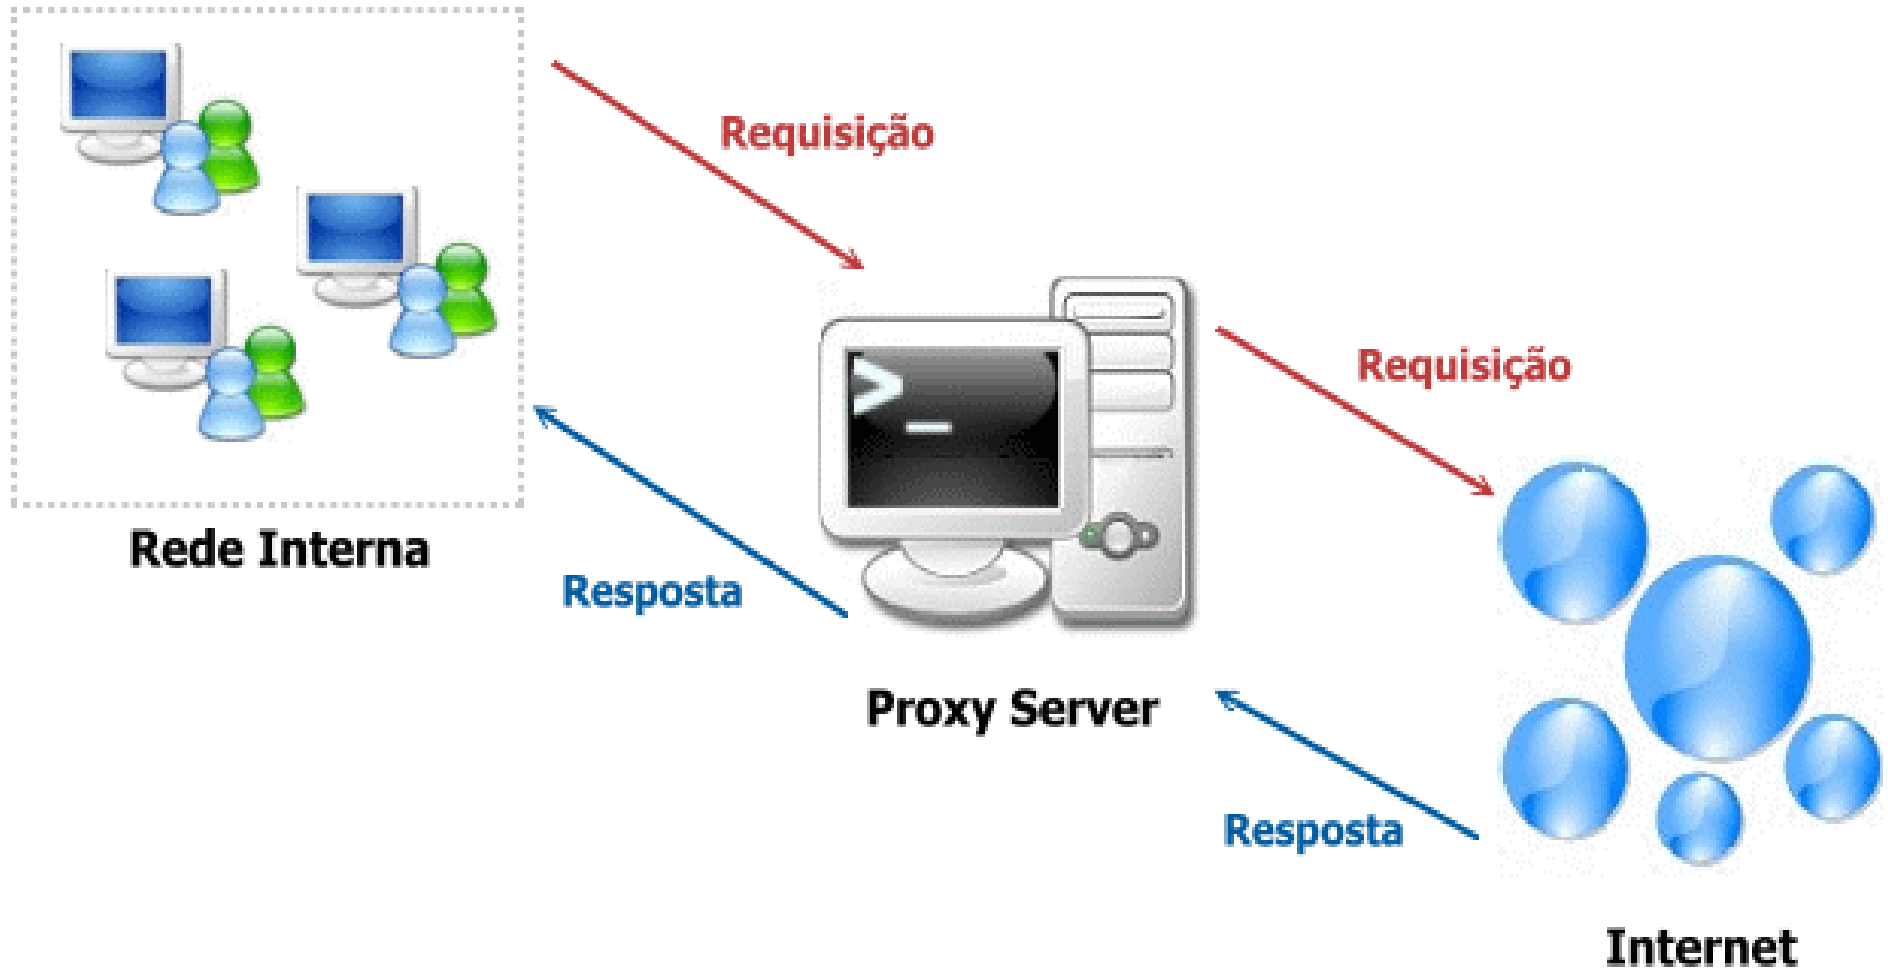 Requisição
Requisição
Rede Interna
Resposta
Proxy Server
Resposta
Internet